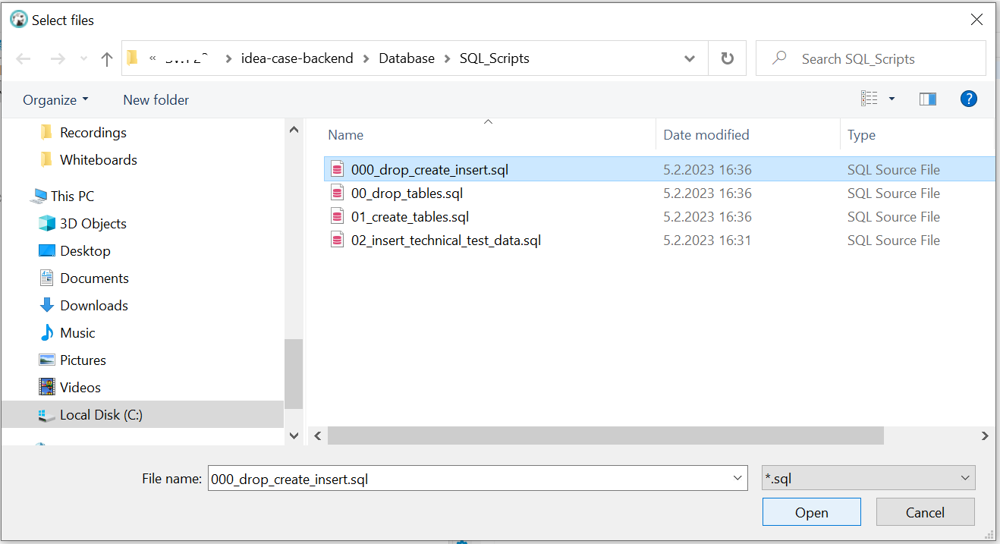 Select files
« › idea-case-backend › Database › SQL_Scripts
Search SQL_Scripts
Organize
New folder
?
Recordings
Whiteboards
This PC
3D Objects
Desktop
Documents
Downloads
Music
Pictures
Videos
Local Disk (C:)
Name Date modified Type
000_drop_create_insert.sql 5.2.2023 16:36 SQL Source File
00_drop_tables.sql 5.2.2023 16:36 SQL Source File
01_create_tables.sql 5.2.2023 16:36 SQL Source File
02_insert_technical_test_data.sql 5.2.2023 16:31 SQL Source File
File name: 000_drop_create_insert.sql *.sql
Open Cancel